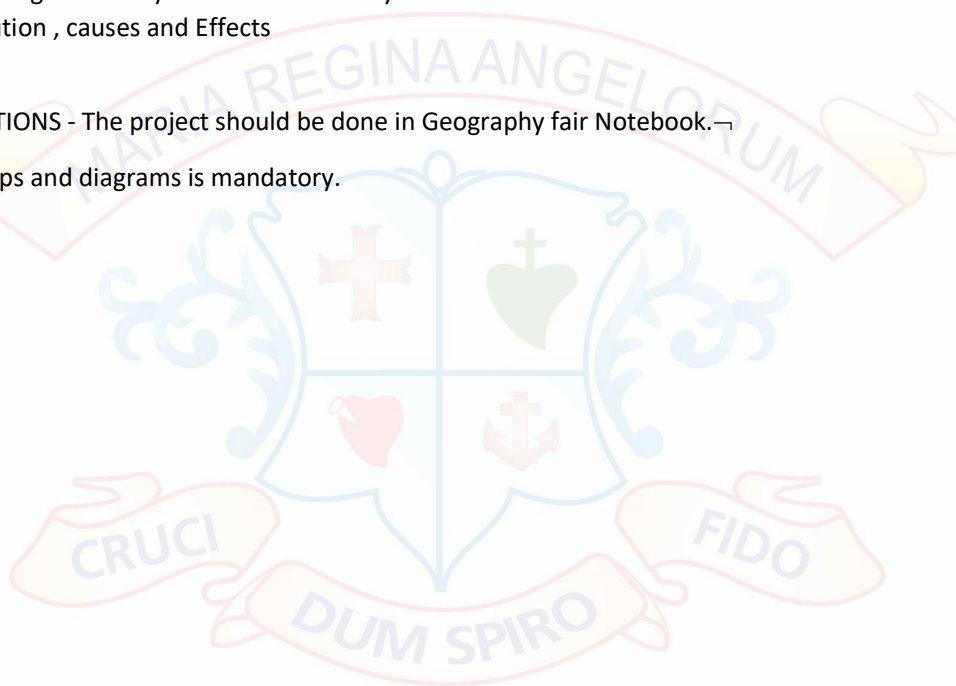 ution , causes and Effects
MARIA REGINA ANGELORUM
TIONS - The project should be done in Geography fair Notebook.¬
ps and diagrams is mandatory.
CRUCI
FIDO
DUM SPIRO